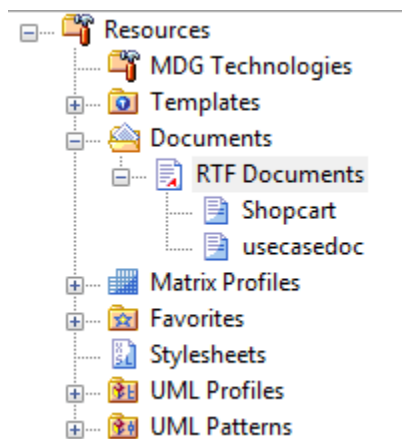 Resources
MDG Technologies
Templates
Documents
RTF Documents
Shopcart
usecasedoc
Matrix Profiles
Favorites
Stylesheets
UML Profiles
UML Patterns